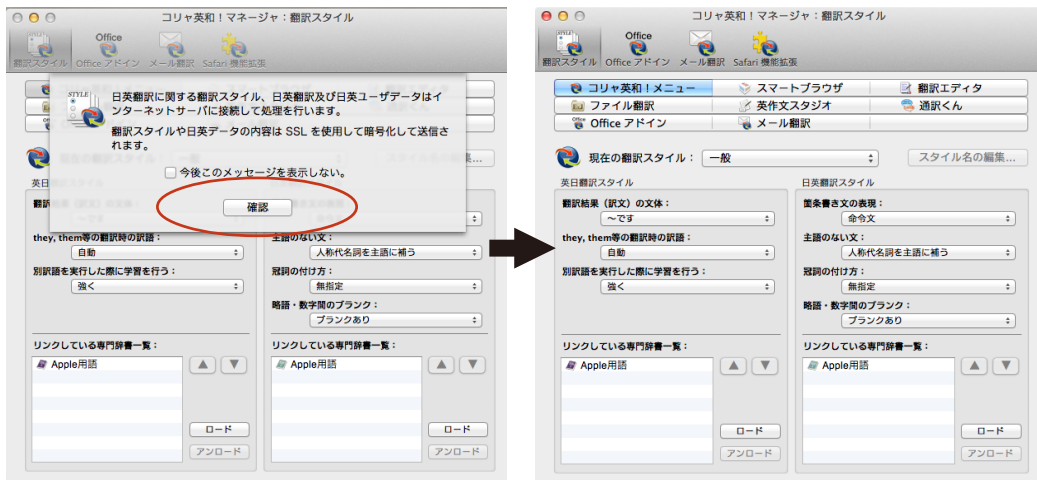 コリャ英和！マネージャ：翻訳スタイル
Office
翻訳スタイル Office アドイン メール翻訳 Safari 機能拡張
STYLE
日英翻訳に関する翻訳スタイル、日英翻訳及び日英ユーザデータはイ
ンターネットサーバに接続して処理を行います。
翻訳スタイルや日英データの内容は SSL を使用して暗号化して送信さ
れます。
今後このメッセージを表示しない。
確認
they, them等の翻訳時の訳語：
自動
別訳語を実行した際に学習を行う：
強く
主語のない文：
人称代名詞を主語に補う
冠詞の付け方：
無指定
略語・数字間のブランク：
ブランクあり
リンクしている専門辞書一覧：
Apple用語
ロード
アンロード
リンクしている専門辞書一覧：
Apple用語
ロード
アンロード
コリャ英和！マネージャ：翻訳スタイル
Office
翻訳スタイル Office アドイン メール翻訳 Safari 機能拡張
コリャ英和！メニュー スマートブラウザ 翻訳エディタ
ファイル翻訳 英作文スタジオ 通訳くん
Office アドイン メール翻訳
現在の翻訳スタイル： 一般 スタイル名の編集...
英日翻訳スタイル
翻訳結果（訳文）の文体：
～です
they, them等の翻訳時の訳語：
自動
別訳語を実行した際に学習を行う：
強く
日英翻訳スタイル
箇条書き文の表現：
命令文
主語のない文：
人称代名詞を主語に補う
冠詞の付け方：
無指定
略語・数字間のブランク：
ブランクあり
リンクしている専門辞書一覧：
Apple用語
ロード
アンロード
リンクしている専門辞書一覧：
Apple用語
ロード
アンロード